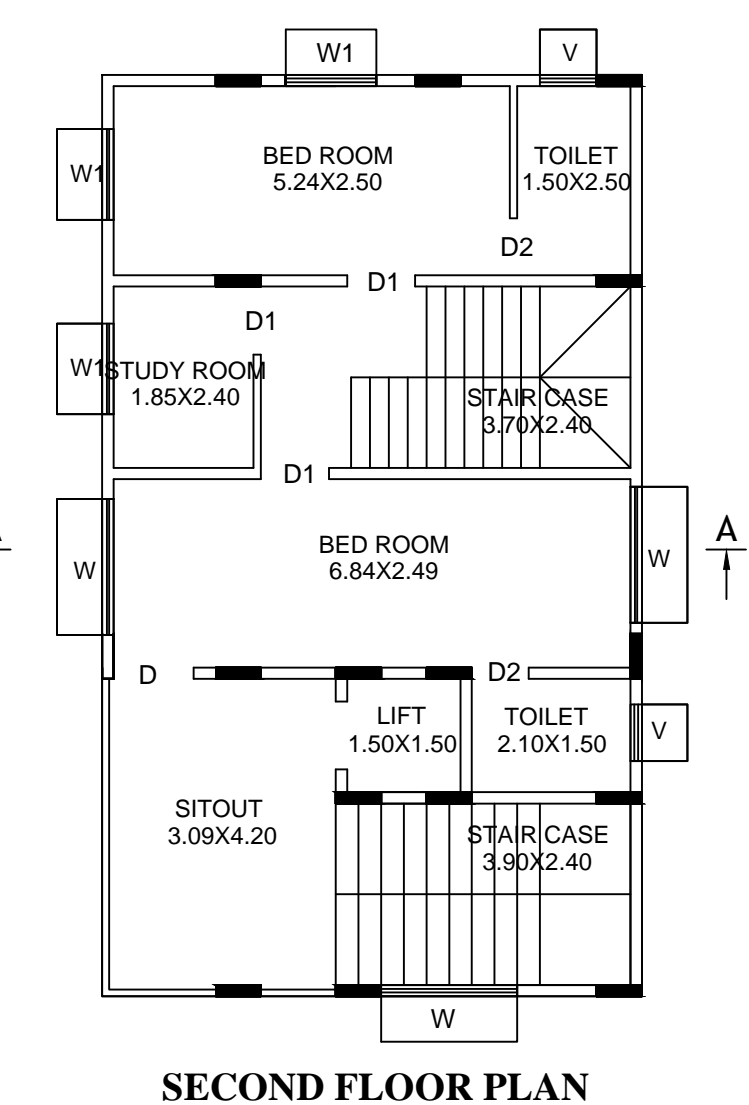 W1
V
W1
BED ROOM
5.24X2.50
TOILET
1.50X2.50
D2
D1
D1
W1
STUDY ROOM
1.85X2.40
STAIR CASE
3.70X2.40
D1
BED ROOM
6.84X2.49
W
W
A
D
D2
LIFT
1.50X1.50
TOILET
2.10X1.50
V
SITOUT
3.09X4.20
STAIR CASE
3.90X2.40
W
SECOND FLOOR PLAN